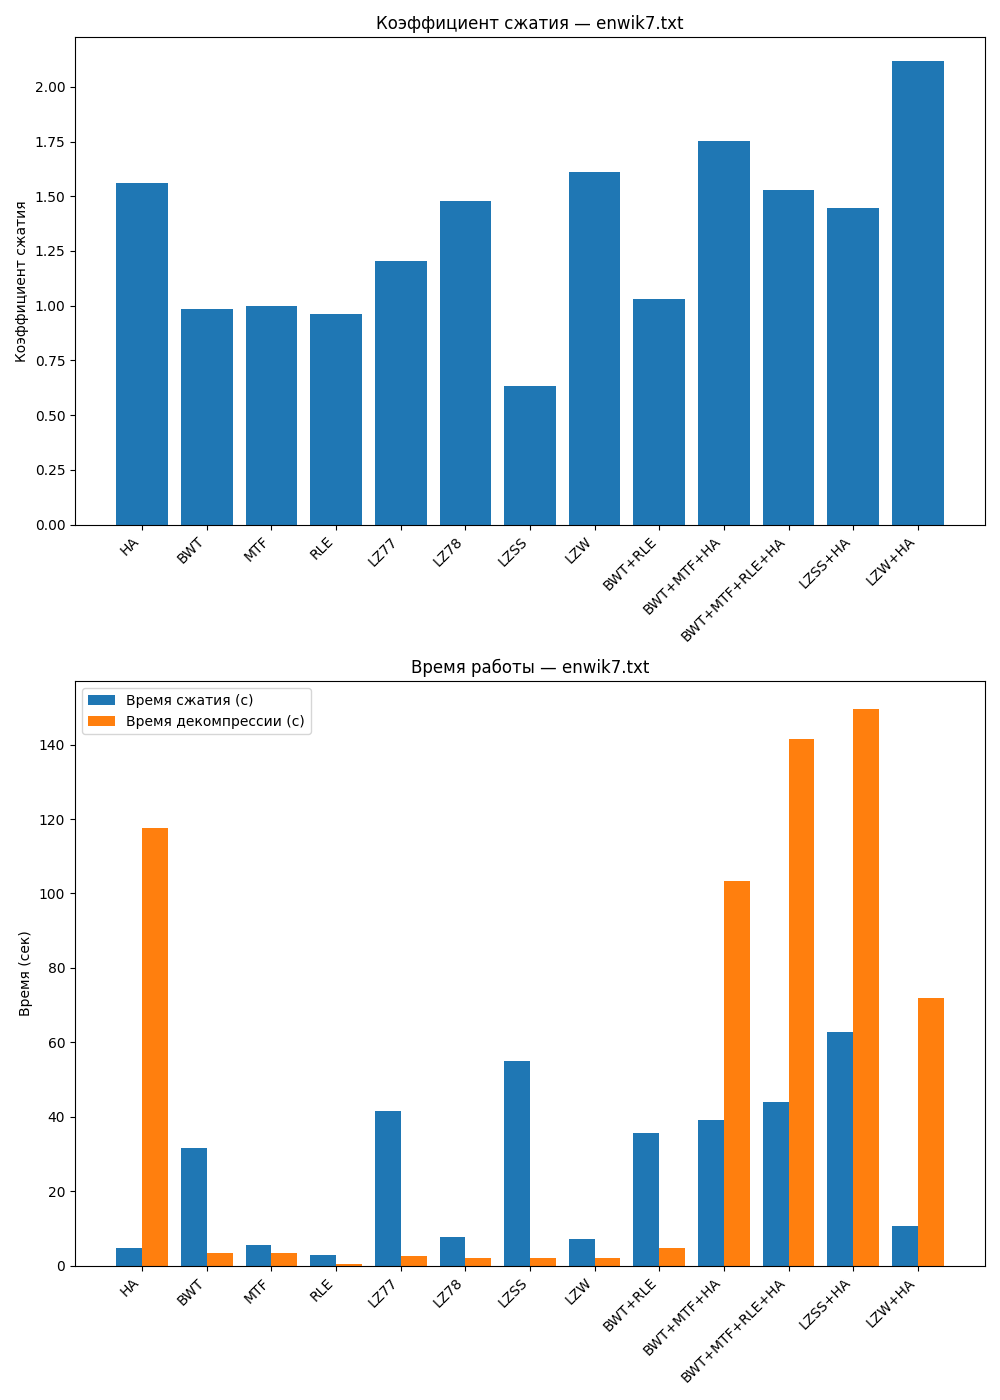 Коэффициент сжатия — enwik7.txt
Коэффициент сжатия
2.00
1.75
1.50
1.25
1.00
0.75
0.50
0.25
0.00
HA
BWT
MTF
RLE
LZ77
LZ78
LZSS
LZW
BWT+RLE
BWT+MTF+HA
BWT+MTF+RLE+HA
LZSS+HA
LZW+HA
Время работы — enwik7.txt
Время сжатия (с)
Время декомпрессии (с)
Время (сек)
140
120
100
80
60
40
20
0
HA
BWT
MTF
RLE
LZ77
LZ78
LZSS
LZW
BWT+RLE
BWT+MTF+HA
BWT+MTF+RLE+HA
LZSS+HA
LZW+HA